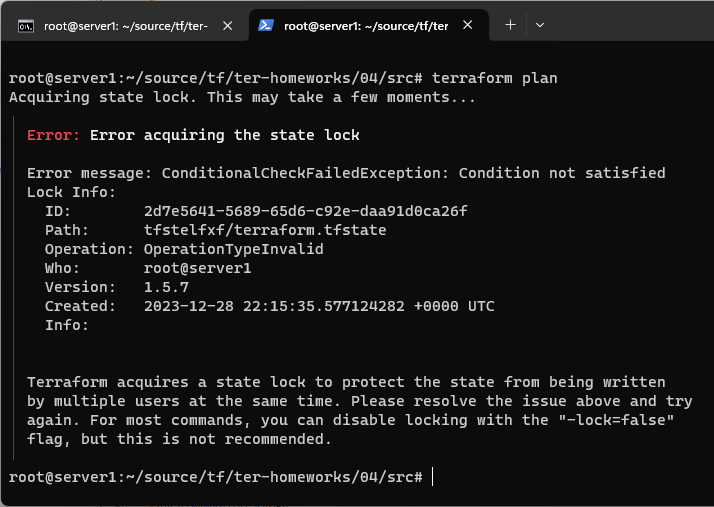 root@server1: ~/source/tf/ter-
root@server1: ~/source/tf/ter
root@server1:~/source/tf/ter-homeworks/04/src# terraform plan
Acquiring state lock. This may take a few moments...
Error: Error acquiring the state lock
Error message: ConditionalCheckFailedException: Condition not satisfied
Lock Info:
ID: 2d7e5641-5689-65d6-c92e-daa91d0ca26f
Path: tfstelfxf/terraform.tfstate
Operation: OperationTypeInvalid
Who: root@server1
Version: 1.5.7
Created: 2023-12-28 22:15:35.577124282 +0000 UTC
Info:
Terraform acquires a state lock to protect the state from being written
by multiple users at the same time. Please resolve the issue above and try
again. For most commands, you can disable locking with the "-lock=false"
flag, but this is not recommended.
root@server1:~/source/tf/ter-homeworks/04/src#